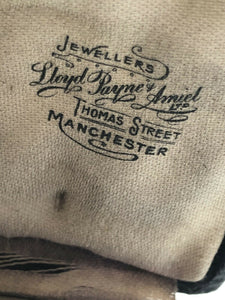 JEWELLERS
Lloyd Payne & Amiel LTD
THOMAS STREET
MANCHESTER